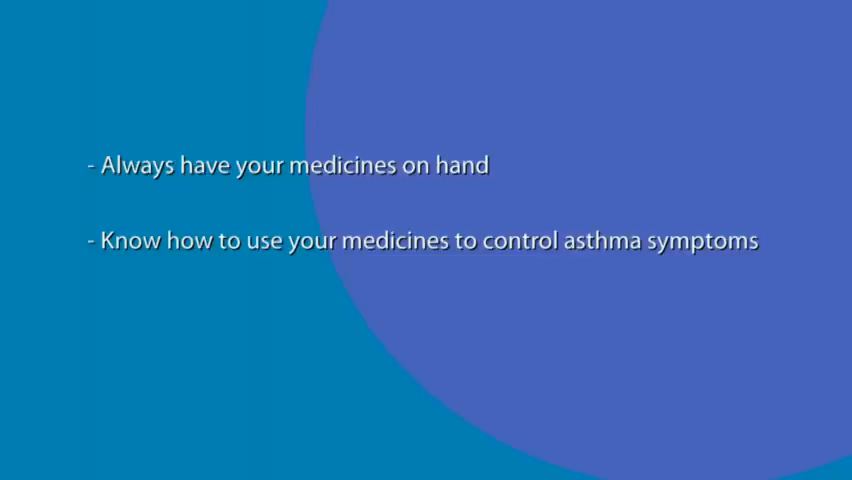 - Always have your medicines on hand
- Know how to use your medicines to control asthma symptoms